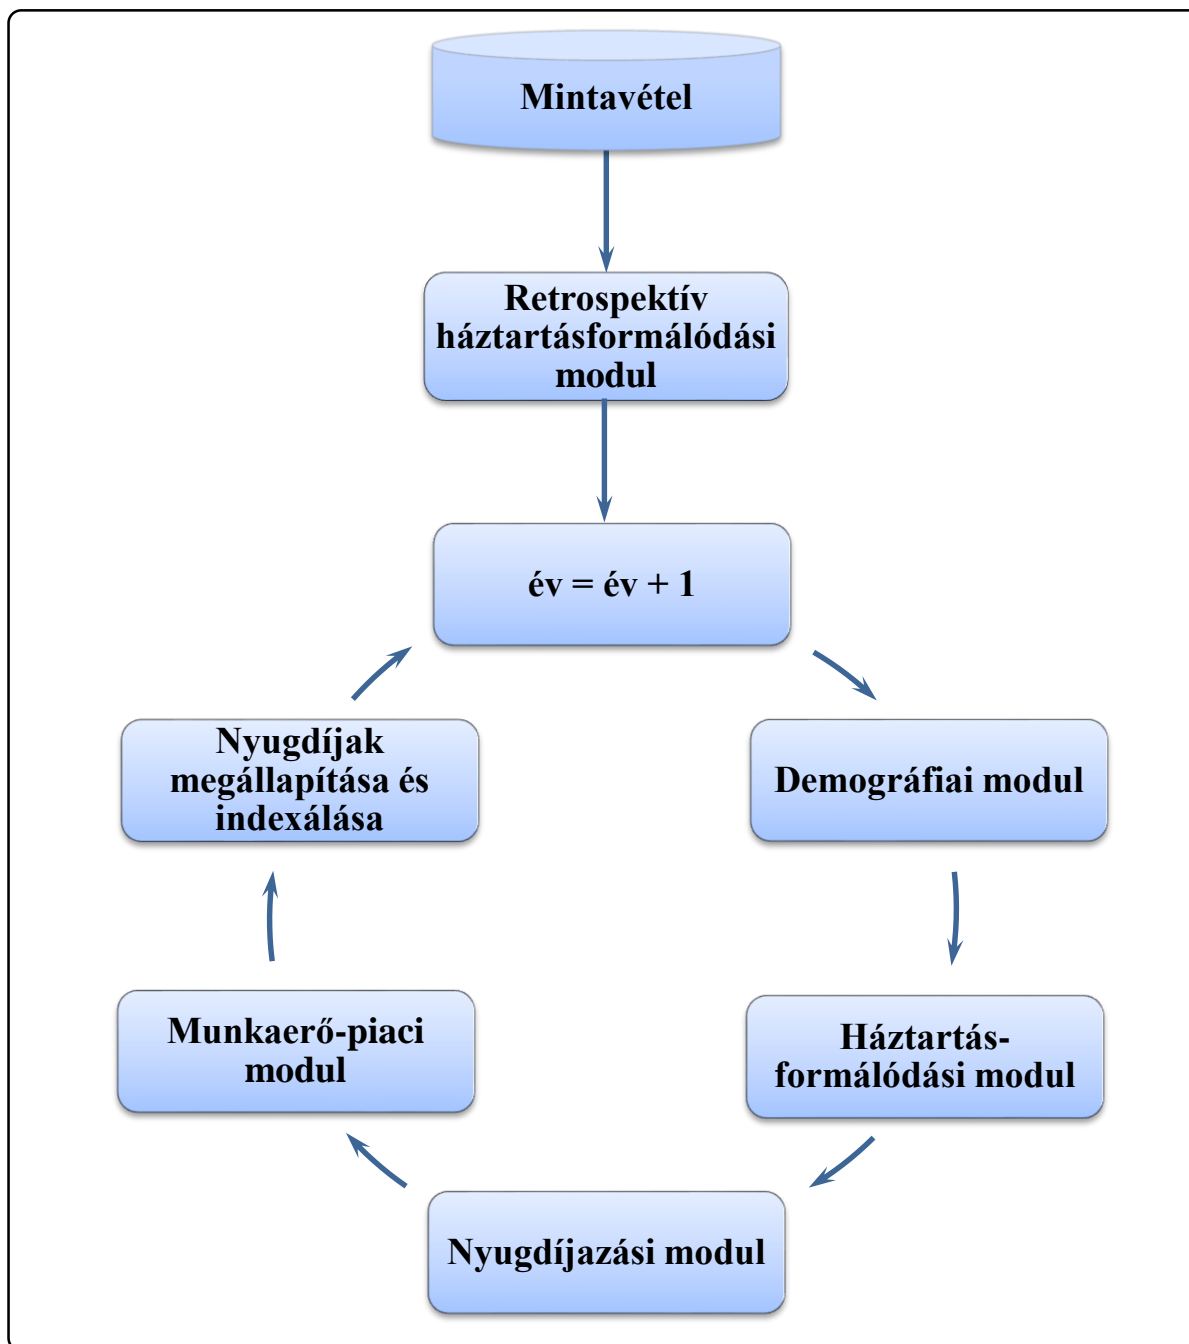 Mintavétel
Retrospektív
háztartásformálódási
modul
év = év + 1
Nyugdíjak
megállapítása és
indexálása
Demográfiai modul
Munkaerő-piaci
modul
Háztartás-
formálódási modul
Nyugdíjazási modul